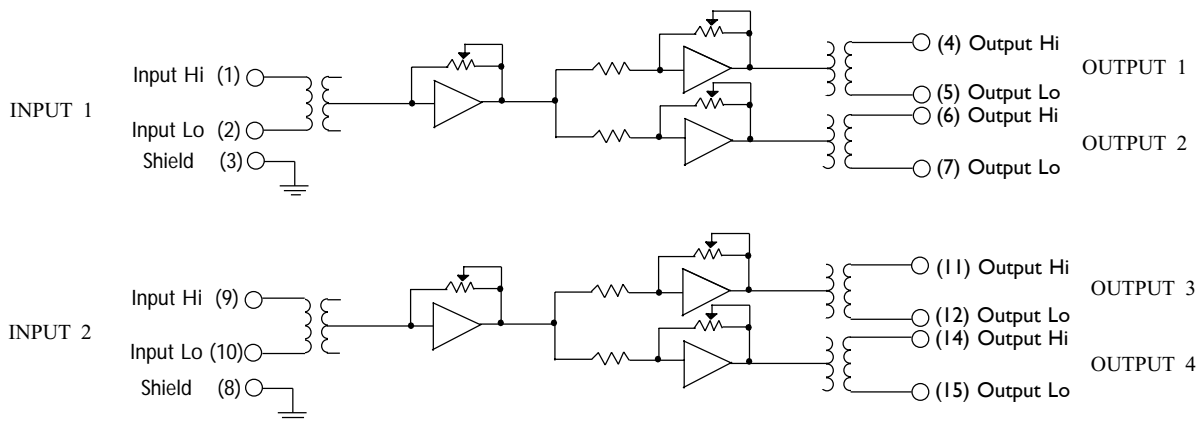 (4) Output Hi
OUTPUT 1
Input Hi (1)
(5) Output Lo
INPUT 1
(6) Output Hi
Input Lo (2)
OUTPUT 2
Shield (3)
(7) Output Lo
(11) Output Hi
OUTPUT 3
Input Hi (9)
(12) Output Lo
INPUT 2
(14) Output Hi
Input Lo (10)
OUTPUT 4
Shield (8)
(15) Output Lo